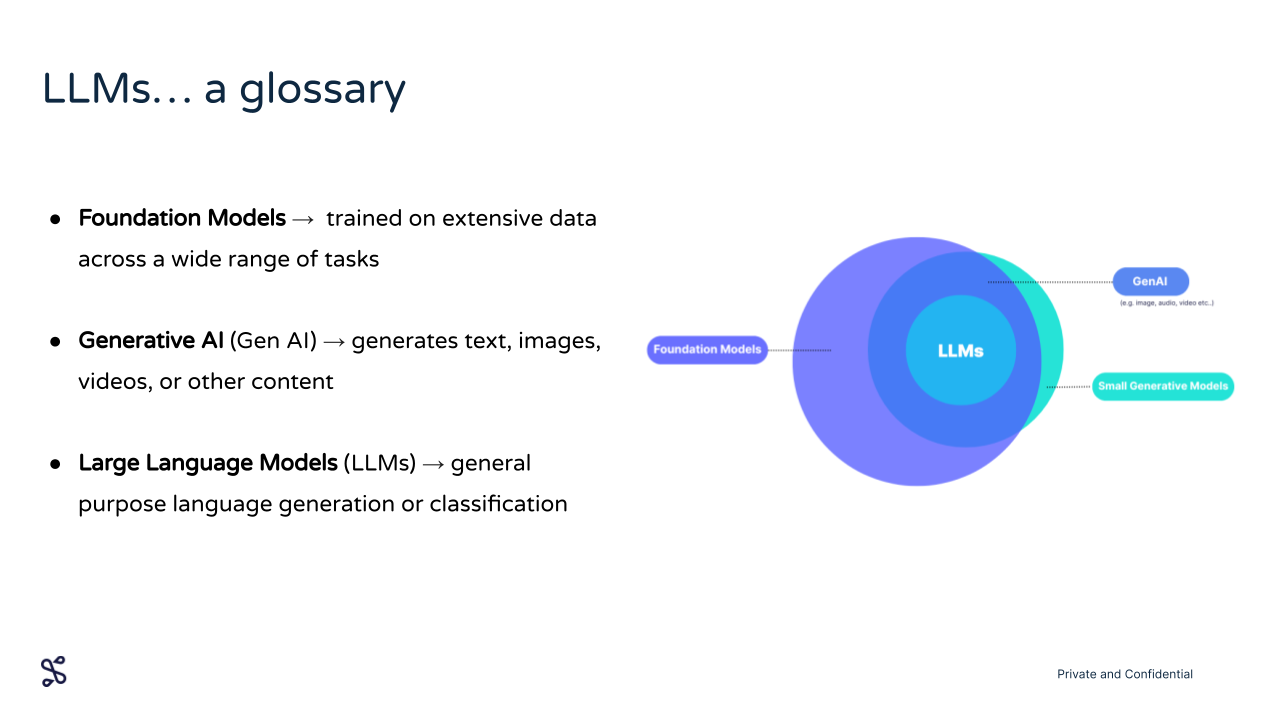 LLMs… a glossary
● Foundation Models → trained on extensive data
across a wide range of tasks
● Generative AI (Gen AI) → generates text, images,
videos, or other content
● Large Language Models (LLMs) → general
purpose language generation or classification
GenAI
(e.g. image, audio, video etc..)
Foundation Models
LLMs
Small Generative Models
Private and Confidential